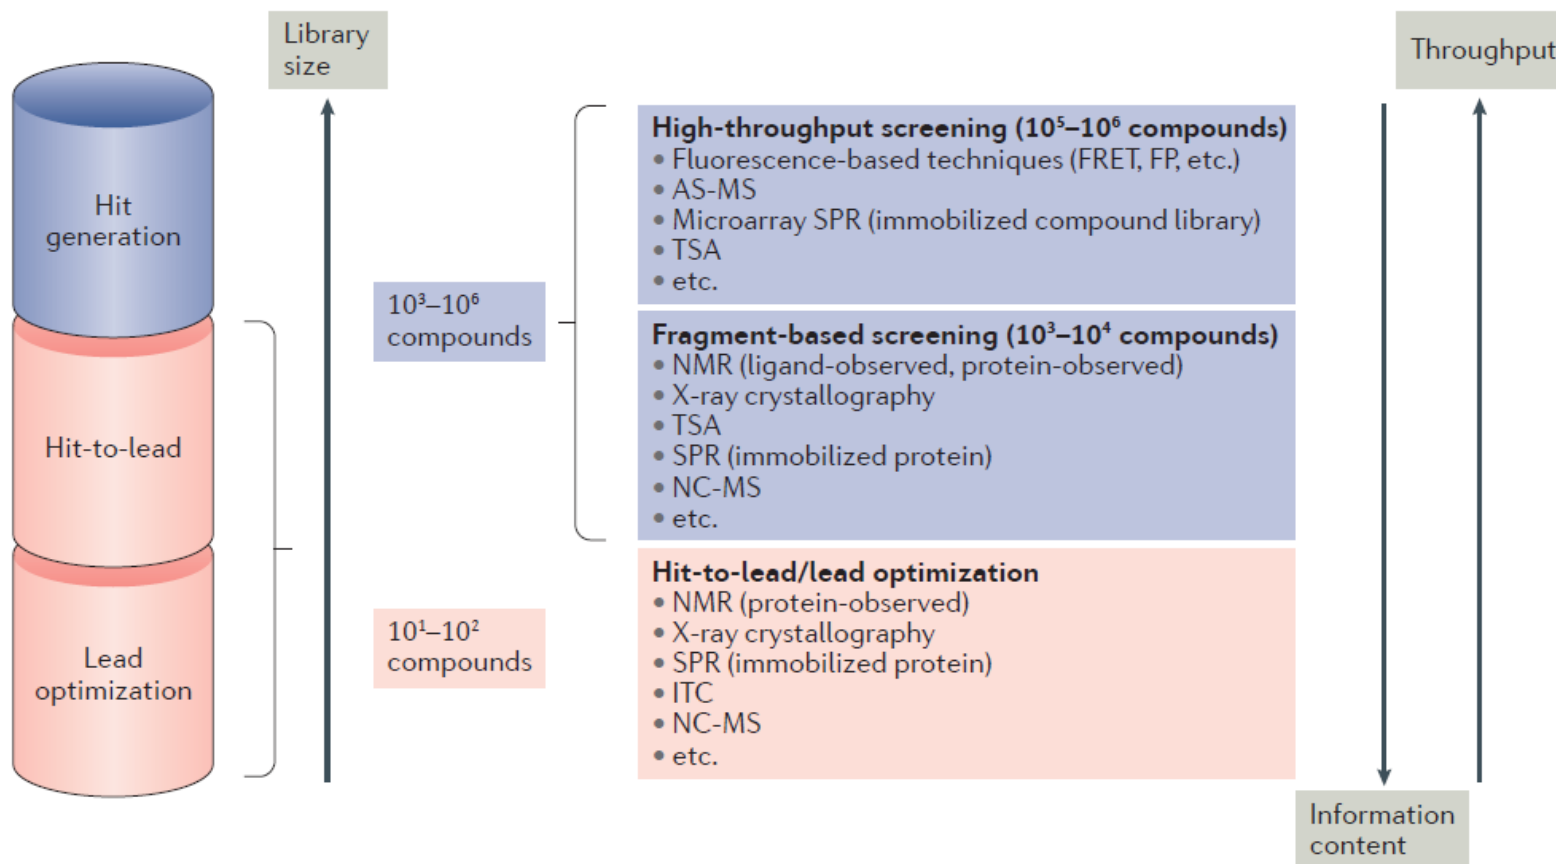 Library
size
Throughput
Hit
generation
Hit-to-lead
Lead
optimization
10³–10⁶
compounds
10¹–10²
compounds
High-throughput screening (10⁵–10⁶ compounds)
• Fluorescence-based techniques (FRET, FP, etc.)
• AS-MS
• Microarray SPR (immobilized compound library)
• TSA
• etc.
Fragment-based screening (10³–10⁴ compounds)
• NMR (ligand-observed, protein-observed)
• X-ray crystallography
• TSA
• SPR (immobilized protein)
• NC-MS
• etc.
Hit-to-lead/lead optimization
• NMR (protein-observed)
• X-ray crystallography
• SPR (immobilized protein)
• ITC
• NC-MS
• etc.
Information
content